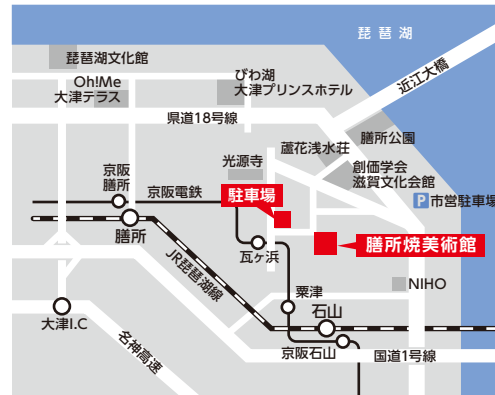 琵琶湖
琵琶湖文化館
Oh!Me
大津テラス
びわ湖
大津プリンスホテル
近江大橋
県道18号線
膳所公園
蘆花浅水荘
光源寺
創価学会
滋賀文化会館
京阪
膳所
京阪電鉄
駐車場
P市営駐車場
膳所
瓦ヶ浜
膳所焼美術館
JR琵琶湖線
粟津
NIHO
大津I.C
石山
名神高速
京阪石山
国道1号線